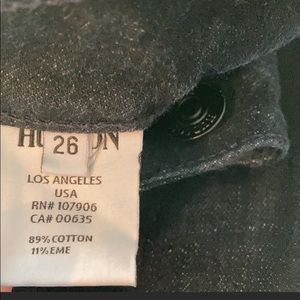 26
LOS ANGELES
USA
RN# 107906
CA# 00635
89% COTTON
11% EME